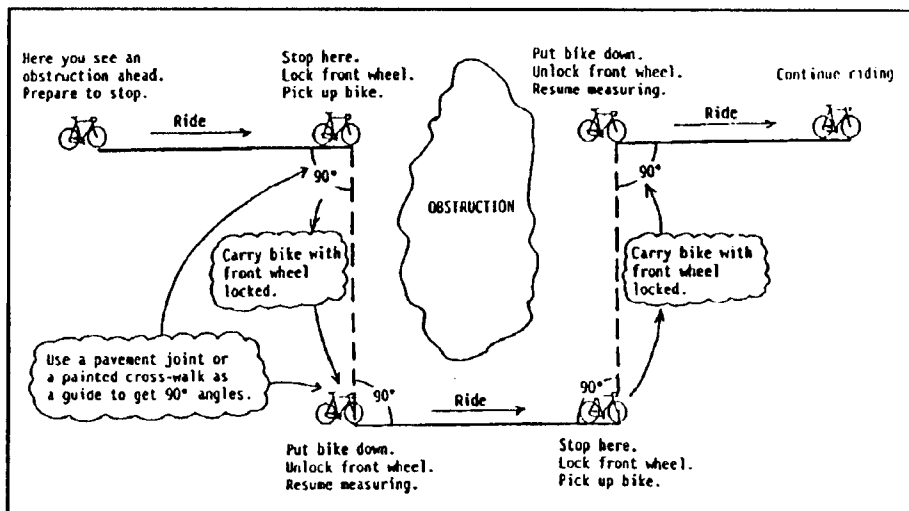 Here you see an
obstruction ahead.
Prepare to stop.
Stop here.
Lock front wheel.
Pick up bike.
Put bike down.
Unlock front wheel.
Resume measuring.
Continue riding
Ride
Ride
90°
90°
OBSTRUCTION
Carry bike with
front wheel
locked.
Carry bike with
front wheel
locked.
Use a pavement joint or
a painted cross-walk as
a guide to get 90° angles.
90°
Ride
90°
Put bike down.
Unlock front wheel.
Resume measuring.
Stop here.
Lock front wheel.
Pick up bike.